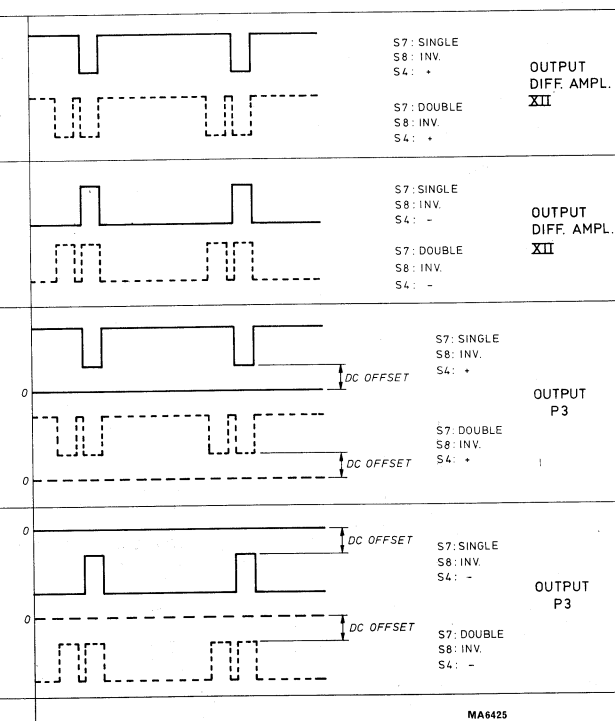 S7: SINGLE
S8: INV.
S4: +
OUTPUT
DIFF. AMPL.
XII
S7: DOUBLE
S8: INV.
S4: +
S7: SINGLE
S8: INV.
S4: -
OUTPUT
DIFF. AMPL.
XII
S7: DOUBLE
S8: INV.
S4: -
S7: SINGLE
S8: INV.
S4: +
DC OFFSET
0
OUTPUT
P3
S7: DOUBLE
S8: INV.
S4: +
DC OFFSET
0
0
DC OFFSET
S7: SINGLE
S8: INV.
S4: -
OUTPUT
P3
0
DC OFFSET
S7: DOUBLE
S8: INV.
S4: -
MA6425